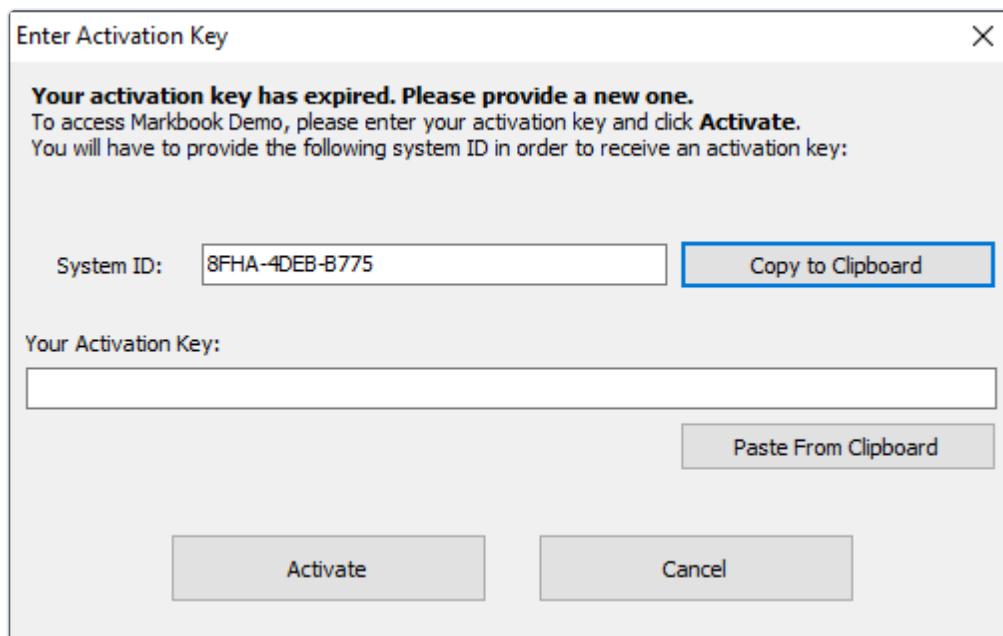 Enter Activation Key
Your activation key has expired. Please provide a new one.
To access Markbook Demo, please enter your activation key and click Activate.
You will have to provide the following system ID in order to receive an activation key:
System ID: 8FHA-4DEB-B775 Copy to Clipboard
Your Activation Key:
Paste From Clipboard
Activate Cancel